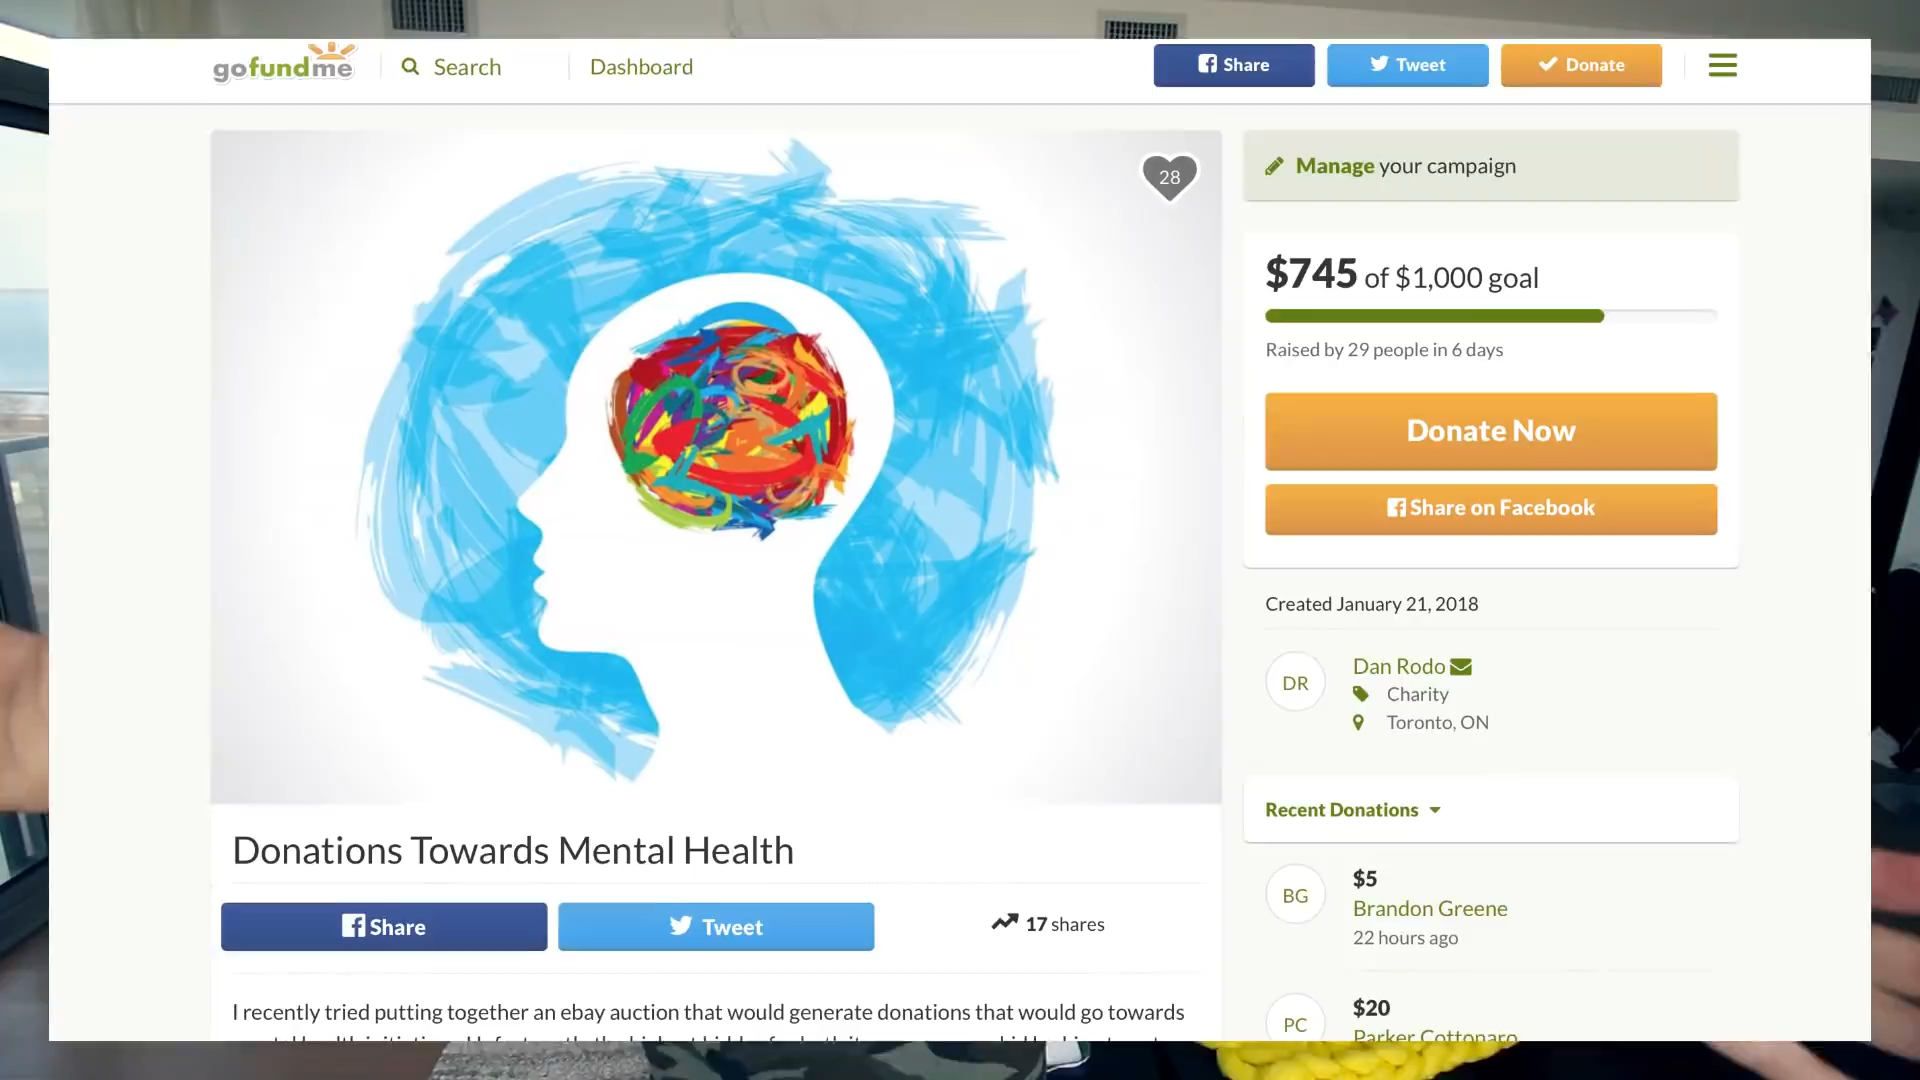 gofundme
Search
Dashboard
Share
Tweet
Donate
28
Manage your campaign
$745 of $1,000 goal
Raised by 29 people in 6 days
Donate Now
Share on Facebook
Created January 21, 2018
DR
Dan Rodo
Charity
Toronto, ON
Recent Donations
BG
$5
Brandon Greene
22 hours ago
PC
$20
Parker Cottonaro
Donations Towards Mental Health
Share
Tweet
17 shares
I recently tried putting together an ebay auction that would generate donations that would go towards